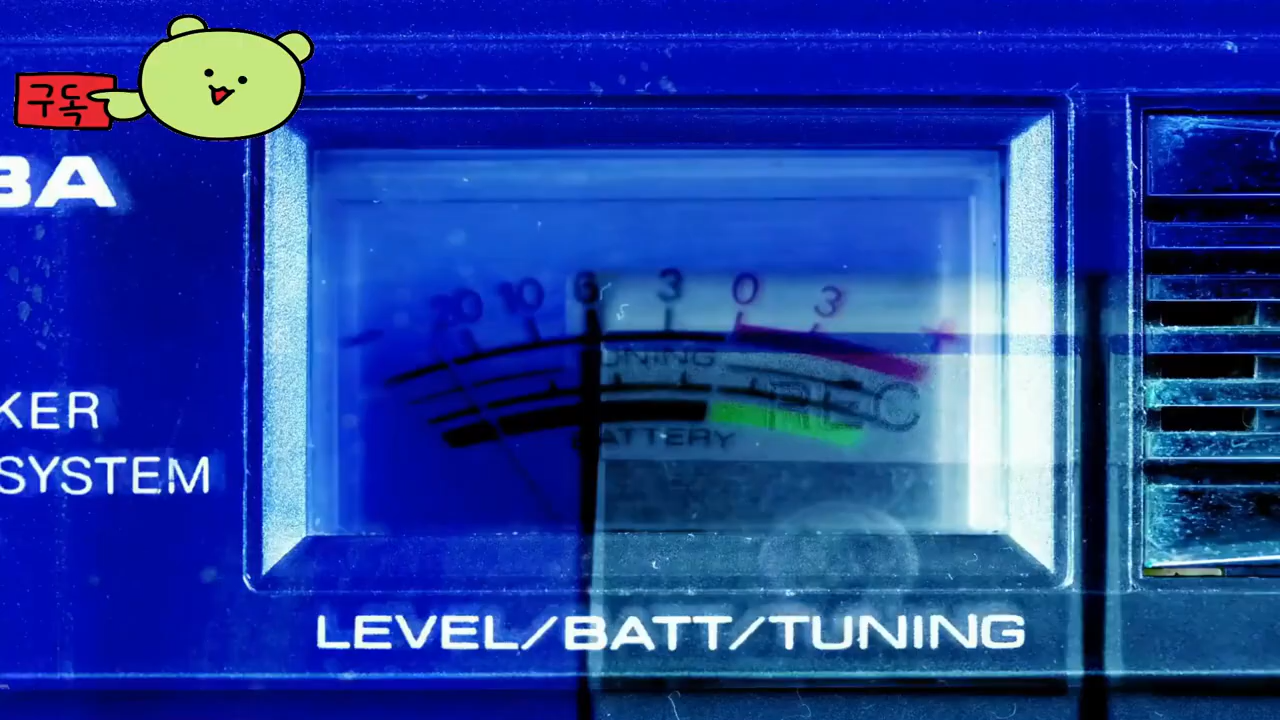 구독
BA
KER
SYSTEM
- 20 10 6 3 0 3 +
TUNING
REC
BATTERY
LEVEL/BATT/TUNING